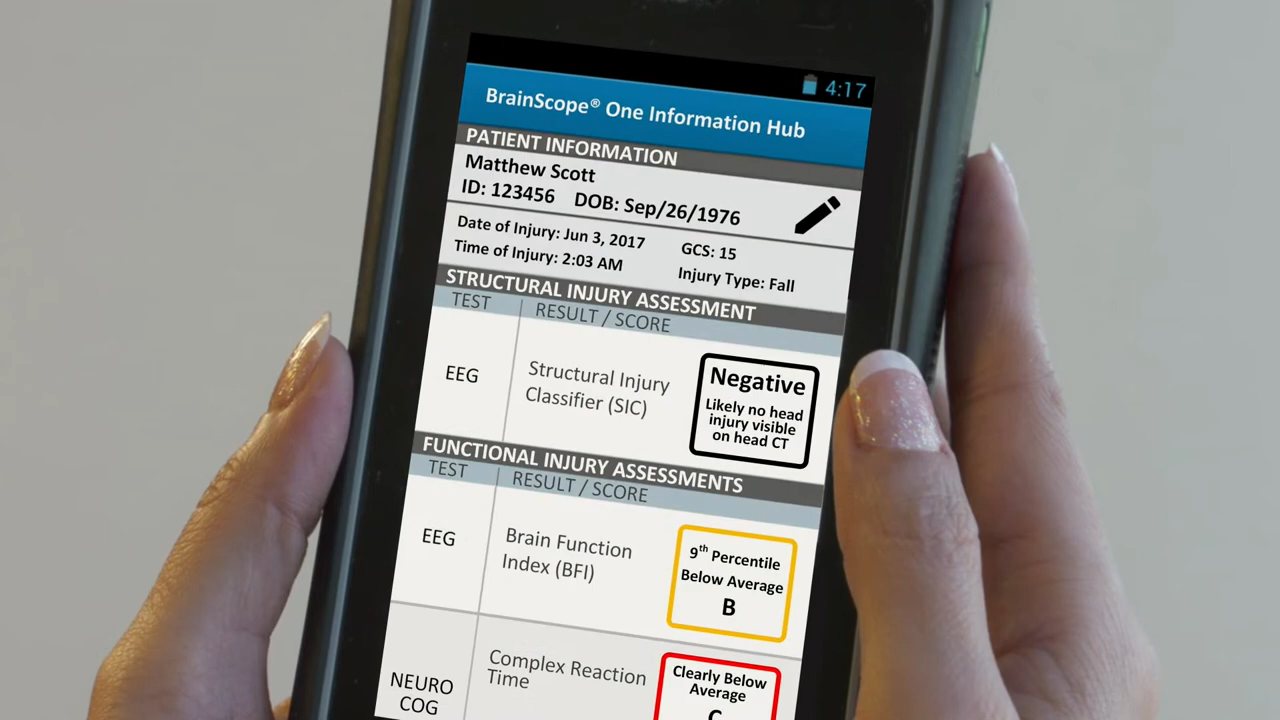 4:17
BrainScope® One Information Hub
PATIENT INFORMATION
Matthew Scott
ID: 123456 DOB: Sep/26/1976
Date of Injury: Jun 3, 2017
Time of Injury: 2:03 AM
GCS: 15
Injury Type: Fall
STRUCTURAL INJURY ASSESSMENT
TEST RESULT / SCORE
EEG
Structural Injury
Classifier (SIC)
Negative
Likely no head
injury visible
on head CT
FUNCTIONAL INJURY ASSESSMENTS
TEST RESULT / SCORE
EEG
Brain Function
Index (BFI)
9th Percentile
Below Average
B
NEURO
COG
Complex Reaction
Time
Clearly Below
Average
C